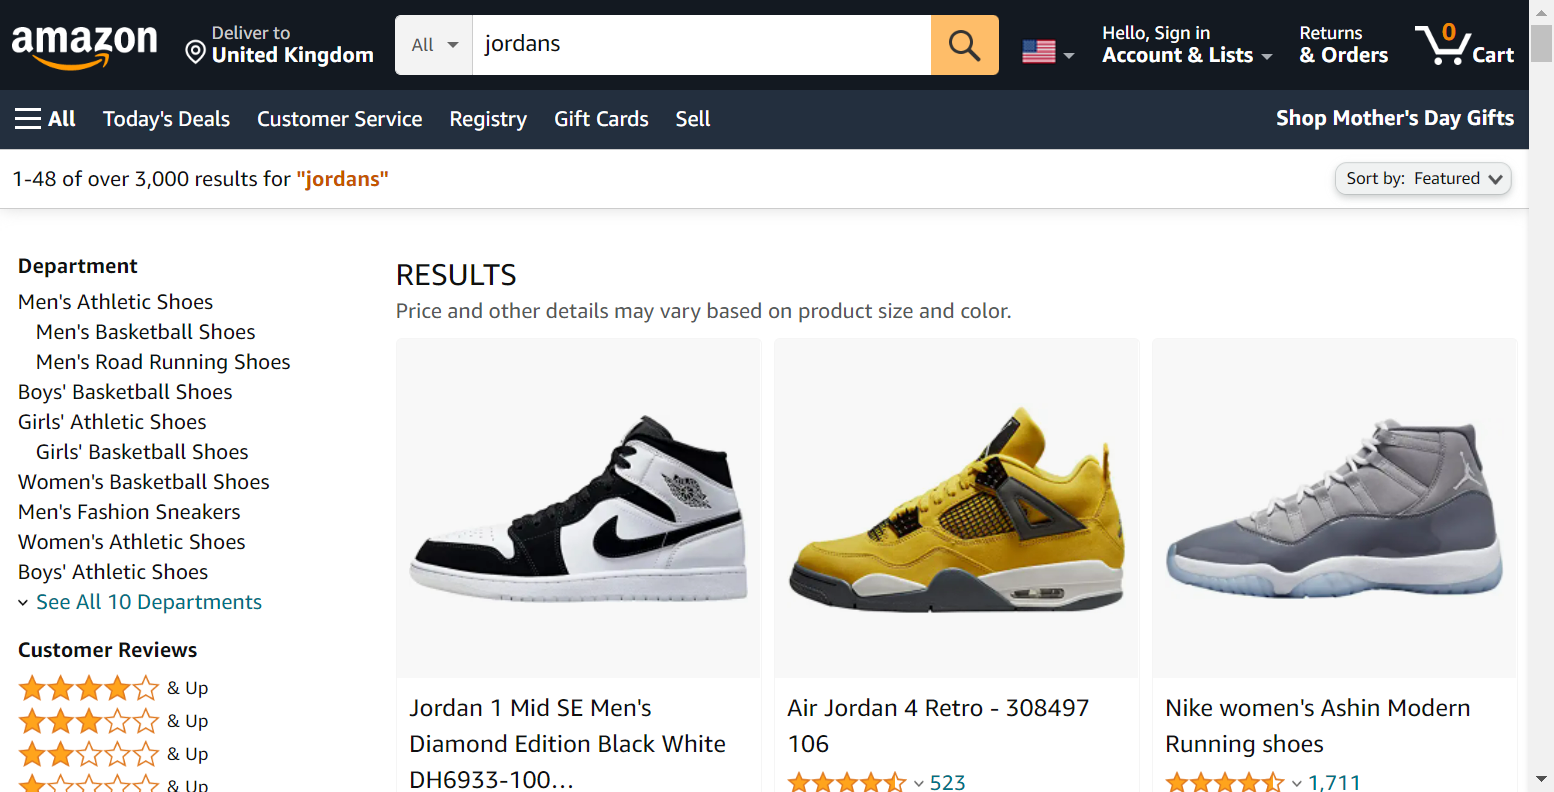 amazon
Deliver to
United Kingdom
All
jordans
Hello, Sign in
Account & Lists
Returns
& Orders
0
Cart
All
Today's Deals
Customer Service
Registry
Gift Cards
Sell
Shop Mother's Day Gifts
1-48 of over 3,000 results for "jordans"
Sort by: Featured
Department
Men's Athletic Shoes
Men's Basketball Shoes
Men's Road Running Shoes
Boys' Basketball Shoes
Girls' Athletic Shoes
Girls' Basketball Shoes
Women's Basketball Shoes
Men's Fashion Sneakers
Women's Athletic Shoes
Boys' Athletic Shoes
See All 10 Departments
Customer Reviews
& Up
& Up
& Up
& Up
RESULTS
Price and other details may vary based on product size and color.
Jordan 1 Mid SE Men's
Diamond Edition Black White
DH6933-100...
Air Jordan 4 Retro - 308497
106
523
Nike women's Ashin Modern
Running shoes
1,711